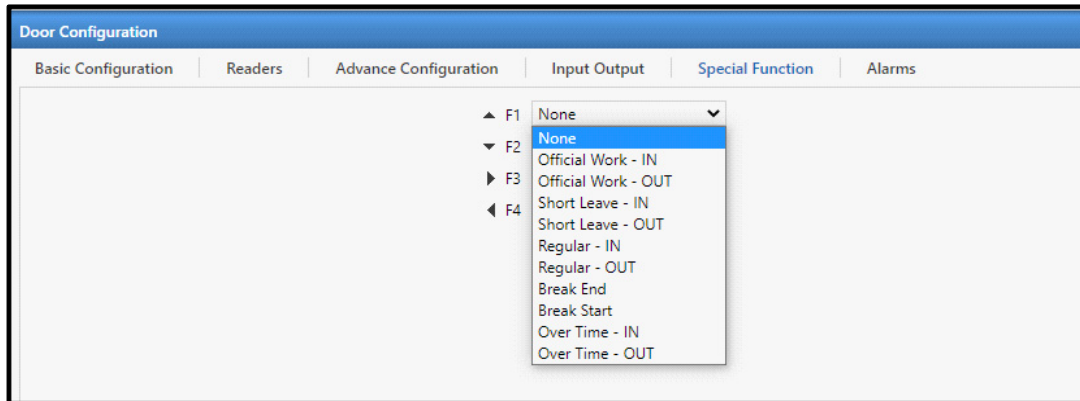 Door Configuration
Basic Configuration Readers Advance Configuration Input Output Special Function Alarms
F1 None
F2
F3
F4
None
Official Work - IN
Official Work - OUT
Short Leave - IN
Short Leave - OUT
Regular - IN
Regular - OUT
Break End
Break Start
Over Time - IN
Over Time - OUT